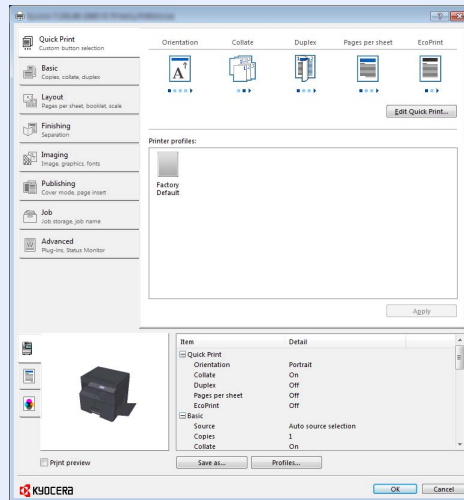 Quick Print
Custom button selection
Basic
Copies, collate, duplex
Layout
Pages per sheet, booklet, scale
Finishing
Separation
Imaging
Image, graphics, fonts
Publishing
Cover mode, page insert
Job
Job storage, job name
Advanced
Plug-ins, Status Monitor
Orientation Collate Duplex Pages per sheet EcoPrint
A
Edit Quick Print...
Printer profiles:
Factory
Default
Apply
Item Detail
Quick Print
Orientation Portrait
Collate On
Duplex Off
Pages per sheet Off
EcoPrint Off
Basic
Source Auto source selection
Copies 1
Collate On
Print preview
Save as... Profiles...
KYOCERA
OK Cancel